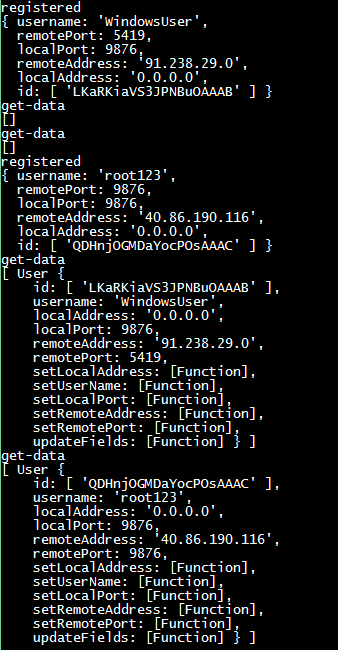 registered
{ username: 'WindowsUser',
  remotePort: 5419,
  localPort: 9876,
  remoteAddress: '91.238.29.0',
  localAddress: '0.0.0.0',
  id: [ 'LKaRKiaVS3JPNBuOAAAB' ] }
get-data
[]
get-data
[]
registered
{ username: 'root123',
  remotePort: 9876,
  localPort: 9876,
  remoteAddress: '40.86.190.116',
  localAddress: '0.0.0.0',
  id: [ 'QDHnjOGMDaYocPOsAAAC' ] }
get-data
[ User {
    id: [ 'LKaRKiaVS3JPNBuOAAAB' ],
    username: 'WindowsUser',
    localAddress: '0.0.0.0',
    localPort: 9876,
    remoteAddress: '91.238.29.0',
    remotePort: 5419,
    setLocalAddress: [Function],
    setUserName: [Function],
    setLocalPort: [Function],
    setRemoteAddress: [Function],
    setRemotePort: [Function],
    updateFields: [Function] } ]
get-data
[ User {
    id: [ 'QDHnjOGMDaYocPOsAAAC' ],
    username: 'root123',
    localAddress: '0.0.0.0',
    localPort: 9876,
    remoteAddress: '40.86.190.116',
    remotePort: 9876,
    setLocalAddress: [Function],
    setUserName: [Function],
    setLocalPort: [Function],
    setRemoteAddress: [Function],
    setRemotePort: [Function],
    updateFields: [Function] } ]